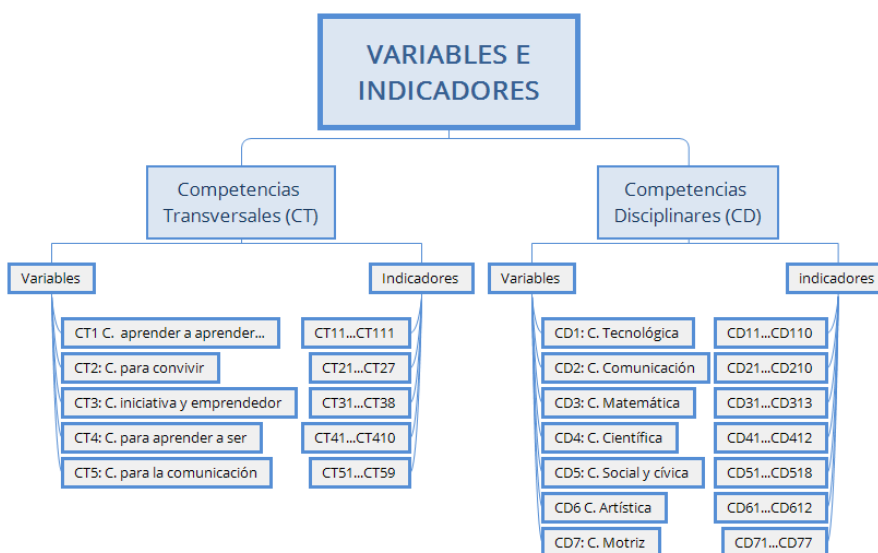 VARIABLES E
INDICADORES
Competencias
Transversales (CT)
Competencias
Disciplinares (CD)
Variables
Indicadores
Variables
indicadores
CT1 C. aprender a aprender...
CT11...CT111
CD1: C. Tecnológica
CD11...CD110
CT2: C. para convivir
CT21...CT27
CD2: C. Comunicación
CD21...CD210
CT3: C. iniciativa y emprendedor
CT31...CT38
CD3: C. Matemática
CD31...CD313
CT4: C. para aprender a ser
CT41...CT410
CD4: C. Científica
CD41...CD412
CT5: C. para la comunicación
CT51...CT59
CD5: C. Social y cívica
CD51...CD518
CD6 C. Artística
CD61...CD612
CD7: C. Motriz
CD71...CD77